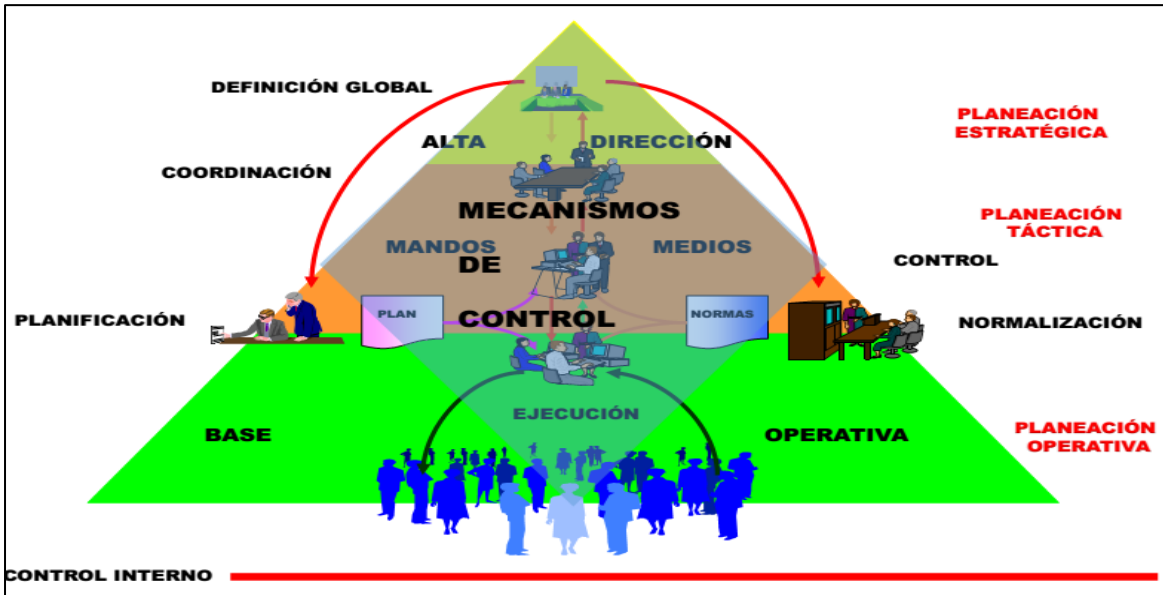 DEFINICIÓN GLOBAL
PLANEACIÓN
ESTRATÉGICA
ALTA DIRECCIÓN
COORDINACIÓN
MECANISMOS
PLANEACIÓN
TÁCTICA
MANDOS MEDIOS
DE
CONTROL
PLANIFICACIÓN
PLAN
CONTROL
NORMAS
NORMALIZACIÓN
EJECUCIÓN
BASE OPERATIVA
PLANEACIÓN
OPERATIVA
CONTROL INTERNO